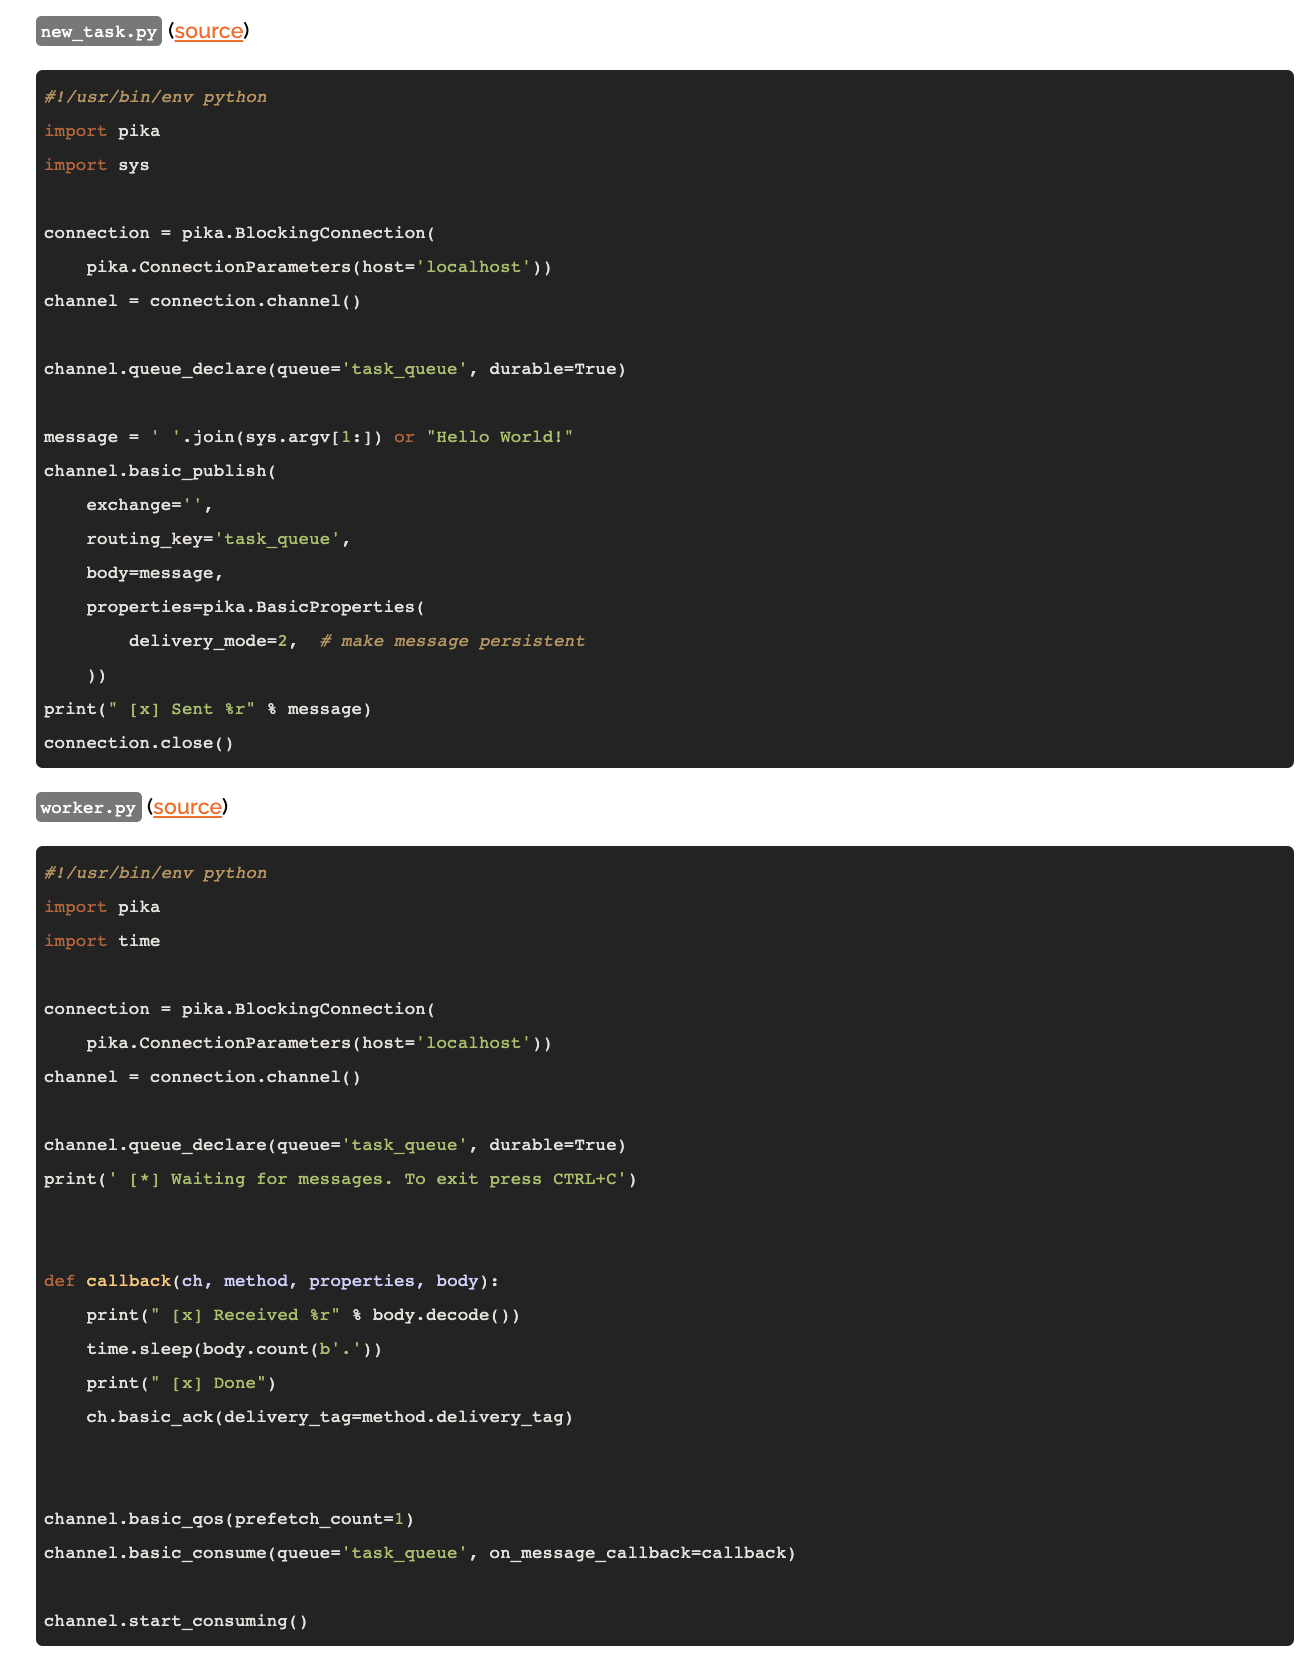 new_task.py (source)
#!/usr/bin/env python
import pika
import sys
connection = pika.BlockingConnection(
    pika.ConnectionParameters(host='localhost'))
channel = connection.channel()
channel.queue_declare(queue='task_queue', durable=True)
message = ' '.join(sys.argv[1:]) or "Hello World!"
channel.basic_publish(
    exchange='',
    routing_key='task_queue',
    body=message,
    properties=pika.BasicProperties(
        delivery_mode=2,  # make message persistent
    ))
print(" [x] Sent %r" % message)
connection.close()
worker.py (source)
#!/usr/bin/env python
import pika
import time
connection = pika.BlockingConnection(
    pika.ConnectionParameters(host='localhost'))
channel = connection.channel()
channel.queue_declare(queue='task_queue', durable=True)
print(' [*] Waiting for messages. To exit press CTRL+C')
def callback(ch, method, properties, body):
    print(" [x] Received %r" % body.decode())
    time.sleep(body.count(b'.'))
    print(" [x] Done")
    ch.basic_ack(delivery_tag=method.delivery_tag)
channel.basic_qos(prefetch_count=1)
channel.basic_consume(queue='task_queue', on_message_callback=callback)
channel.start_consuming()